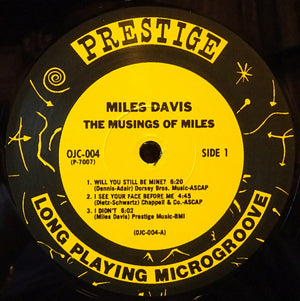 PRESTIGE
MILES DAVIS
THE MUSINGS OF MILES
OJC-004
(P-7007)
SIDE 1
1. WILL YOU STILL BE MINE? 6:20
(Dennis-Adair) Dorsey Bros. Music-ASCAP
2. I SEE YOUR FACE BEFORE ME 4:45
(Dietz-Schwartz) Chappell & Co.-ASCAP
3. I DIDN'T 6:02
(Miles Davis) Prestige Music-BMI
(OJC-004-A)
LONG PLAYING MICROGROOVE